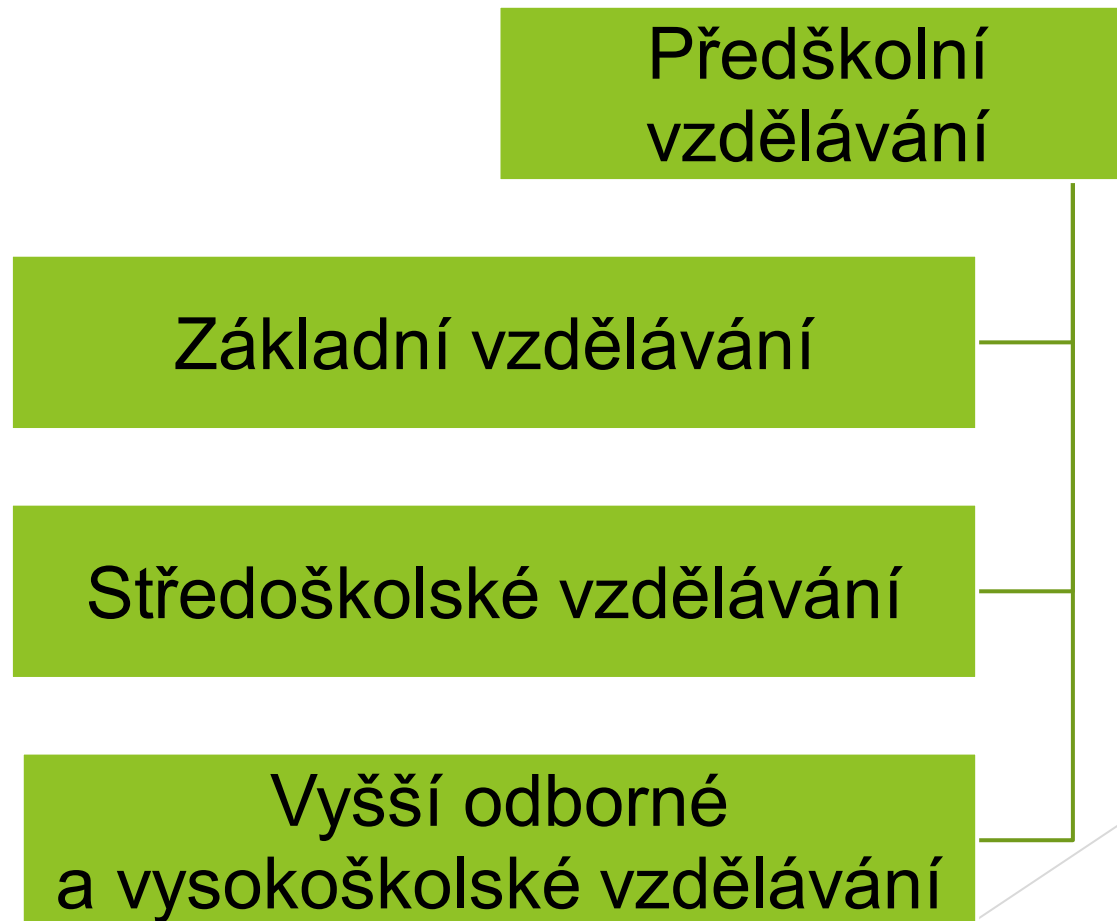 Předškolní
vzdělávání
Základní vzdělávání
Středoškolské vzdělávání
Vyšší odborné
a vysokoškolské vzdělávání